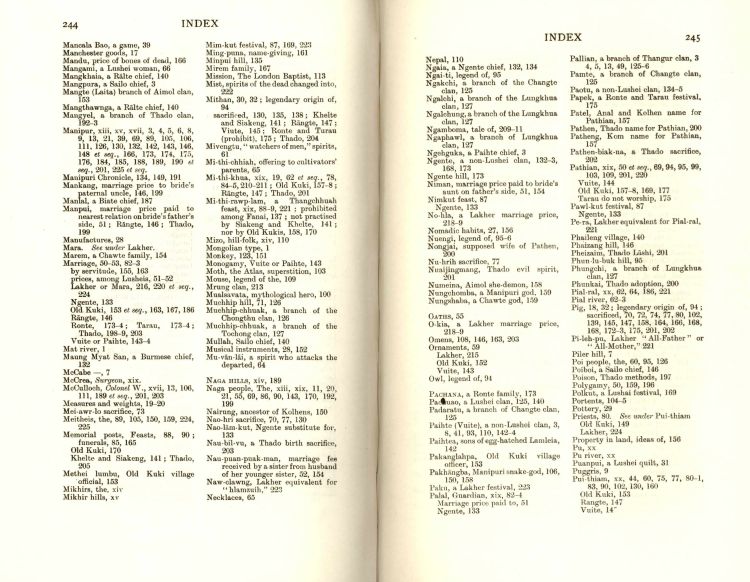 244
INDEX
Mancala Bao, a game, 39
Manchester goods, 17
Mandu, price of bones of dead, 166
Mangami, a Lushei woman, 66
Mangkhaia, a Rālte chief, 140
Mangpura, a Sailo chief, 3
Mangte (Laita) branch of Aimol clan,
153
Mangthawnga, a Rālte chief, 140
Mangvel, a branch of Thado clan,
192-3
Manipur, xiii, xv, xvii, 3, 4, 5, 6, 8,
9, 13, 21, 39, 69, 89, 105, 106,
111, 126, 130, 132, 142, 143, 146,
148 et seq., 166, 173, 174, 175,
176, 184, 185, 188, 189, 190 et
seq., 201, 225 et seq.
Manipuri Chronicle, 134, 149, 191
Mankang, marriage price to bride's
paternal uncle, 146, 199
Manlal, a Biate chief, 187
Manpui, marriage price paid to
nearest relation on bride's father's
side, 51; Rāngte, 146; Thado,
199
Manufactures, 28
Mara. See under Lakher.
Marem, a Chawte family, 154
Marriage, 50-53, 82-3
by servitude, 155, 163
prices, among Lusheis, 51-52
Lakher or Mara, 216, 220 et seq.,
224
Ngente, 133
Old Kuki, 153 et seq., 163, 167, 186
Rāngte, 146
Ronte, 173-4; Tarau, 173-4;
Thado, 198-9, 203
Vuite or Paihte, 143-4
Mat river, 1
Maung Myat San, a Burmese chief,
132
McCabe —, 7
McCrea, Surgeon, xix.
McCulloch, Colonel W., xvii, 13, 106,
111, 189 et seq., 201, 203
Measures and weights, 19-20
Mei-awr-lo sacrifice, 73
Meitheis, the, 89, 105, 150, 159, 224,
225
Memorial posts, Feasts, 88, 90;
funerals, 85, 165
Old Kuki, 170
Khelte and Siakeng, 141; Thado,
205
Methei lumbu, Old Kuki village
official, 153
Mikhirs, the, xiv
Mikhir hills, xv
Mim-kut festival, 87, 169, 223
Ming-puna, name-giving, 161
Minpui hill, 135
Mirem family, 167
Mission, The London Baptist, 113
Mist, spirits of the dead changed into,
222
Mithan, 30, 32; legendary origin of,
94
sacrificed, 130, 135, 138; Khelte
and Siakeng, 141; Rāngte, 147;
Viute, 145; Ronte and Tarau
prohibit), 175; Thado, 204
Mivengtu, "watchers of men", spirits,
61
Mi-thi-chhiah, offering to cultivators'
parents, 65
Mi-thi-khua, xix, 19, 62 et seq., 78,
84-5, 210-211; Old Kuki, 157-8;
Rāngte, 147; Thado, 201
Mi-thi-rawp-lam, a Thangchhuah
feast, xix, 88-9, 221; prohibited
among Fanai, 137; not practised
by Siakeng and Khelte, 141;
nor by Old Kukis, 158, 170
Mizo, hill-folk, xiv, 110
Mongolian type, 1
Monkey, 123, 151
Monogamy, Vuite or Paihte, 143
Moth, the Atlas, superstition, 103
Mouse, legend of the, 109
Mrung clan, 213
Mualsavata, mythological hero, 100
Muchhip hill, 71, 126
Muchhip-chhuak, a branch of the
Chongthu clan, 126
Muchhip-chhuak, a branch of the
Tochong clan, 127
Mullah, Sailo chief, 140
Musical instruments, 28, 152
Mu-vān-lái, a spirit who attacks the
departed, 64
NAGA HILLS, xiv, 189
Naga people, The, xiii, xix, 11, 20,
21, 55, 69, 86, 90, 143, 170, 192,
199
Nairung, ancestor of Kolhens, 150
Nao-hri sacrifice, 70, 77, 130
Nao-lām-kut, Ngente substitute for,
133
Nau-bil-vu, a Thado birth sacrifice,
203
Nau-puan-puak-man, marriage fee
received by a sister from husband
of her younger sister, 52, 154
Naw-clawng, Lakher equivalent for
"hlamzuih," 223
Necklaces, 65
INDEX
245
Nepal, 110
Ngaia, a Ngente chief, 132, 134
Ngai-ti, legend of, 95
Ngakchi, a branch of the Changte
clan, 125
Ngalchi, a branch of the Lungkhua
clan, 127
Ngalchung, a branch of the Lungkhua
clan, 127
Ngamboma, tale of, 209-11
Ngaphawl, a branch of Lungkhua
clan, 127
Ngehguka, a Paihte chief, 3
Ngente, a non-Lushei clan, 132-3,
168, 173
Ngente hill, 173
Niman, marriage price paid to bride's
aunt on father's side, 51, 154
Nimkut feast, 87
Ngente, 133
No-hla, a Lakher marriage price,
218-9
Nomadic habits, 27, 156
Nuengi, legend of, 95-6
Nongjai, supposed wife of Pathen,
200
Nu-hrih sacrifice, 77
Nuaijingmang, Thado evil spirit,
201
Numeina, Aimol she-demon, 158
Nungchomba, a Manipuri god, 159
Nungshaba, a Chawte god, 159
OATHS, 55
O-kia, a Lakher marriage price,
218-9
Omens, 108, 146, 163, 203
Ornaments, 59
Lakher, 215
Old Kuki, 152
Vuite, 143
Owl, legend of, 94
PACHANA, a Ronte family, 173
Pachuao, a Lushei clan, 125, 140
Padaratu, a branch of Changte clan,
125
Paihte (Vuite) a non-Lushei clan, 3,
8, 41, 93, 110, 142-4
Paihteu, sons of egg-hatched Lamleia,
142
Pakanglahpa, Old Kuki village
officer, 153
Pakhāngba, Manipuri snake-god, 106,
150, 158
Paku, a Lakher festival, 223
Palal, Guardian, xix, 82-4
Marriage price paid to, 51
Ngente, 133
Pallian, a branch of Thangur clan, 3
4, 5, 13, 49, 125-6
Pamte, a branch of Changte clan,
125
Paotu, a non-Lushei clan, 134-5
Papek, a Ronte and Tarau festival,
175
Patel, Anal and Kolhen name for
Pathian, 157
Pathen, Thado name for Pathian, 200
Patheng, Kom name for Pathian,
157
Pathen-biak-na, a Thado sacrifice,
202
Pathian, xix, 50 et seq., 69, 94, 95, 99,
103, 109, 201, 220
Vuite, 144
Old Kuki, 157-8, 169, 177
Tarau do not worship, 175
Pawl-kut festival, 87
Ngente, 133
Pe-ra, Lakher equivalent for Pial-ral,
221
Phaileng village, 140
Phaizang hill, 146
Pheizaim, Thado Làshi, 201
Phun-lu-buk hill, 95
Phungchi, a branch of Lungkhua
clan, 127
Phunkai, Thado adoption, 200
Pial-ral, xx, 62, 64, 186, 221
Pial river, 62-3
Pig, 18, 32; legendary origin of, 94;
sacrificed, 70, 72, 74, 77, 80, 102,
139, 145, 147, 158, 164, 166, 168,
168, 172-3, 175, 201, 202
Pi-leh-pu, Lakher "All-Father" or
"All-Mother," 221
Piler hill, 7
Poi people, the, 60, 95, 126
Poiboi, a Sailo chief, 146
Poison, Thado methods, 197
Polygamy, 50, 159, 196
Polkut, a Lushai festival, 169
Portents, 104-5
Pottery, 29
Priests, 80. See under Pui-thiam
Old Kuki, 149
Lakher, 224
Property in land, ideas of, 156
Pu, xx
Pu river, xx
Puanpui, a Lushei quilt, 31
Puggris, 9
Pui-thiam, xx, 44, 60, 75, 77, 80-1,
83, 90, 102, 130, 160
Old Kuki, 153
Rangte, 147
Vuite,